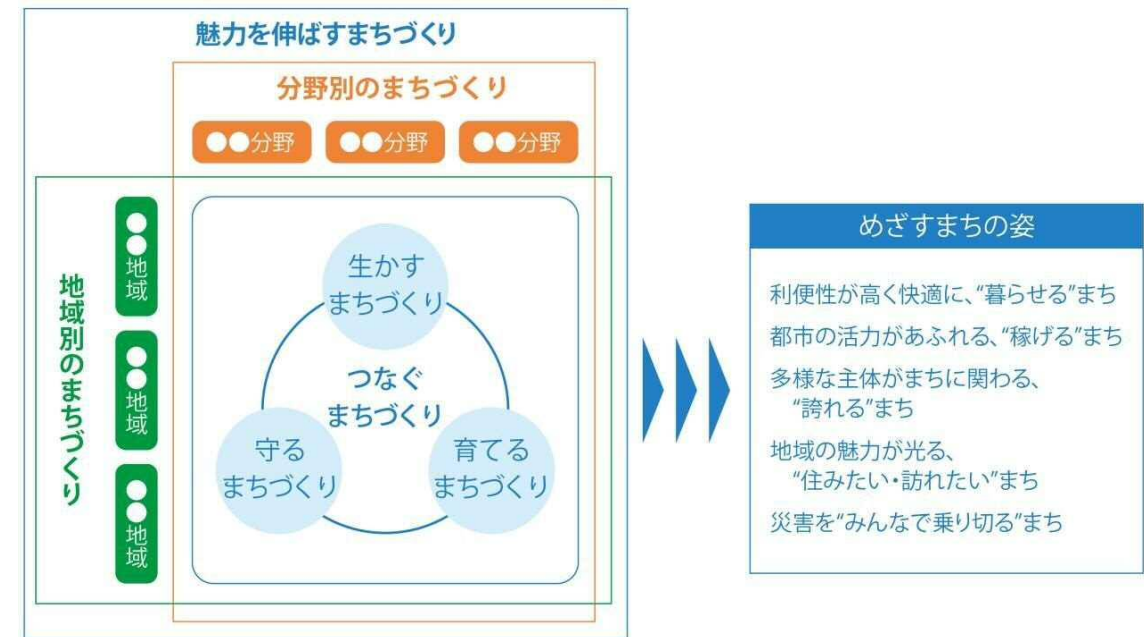 魅力を伸ばすまちづくり
分野別のまちづくり
●●分野
●●分野
●●分野
地域別のまちづくり
●●地域
●●地域
●●地域
生かす
まちづくり
つなぐ
まちづくり
守る
まちづくり
育てる
まちづくり
めざすまちの姿
利便性が高く快適に、“暮らせる”まち
都市の活力があふれる、“稼げる”まち
多様な主体がまちに関わる、
“誇れる”まち
地域の魅力が光る、
“住みたい・訪れたい”まち
災害を“みんなで乗り切る”まち